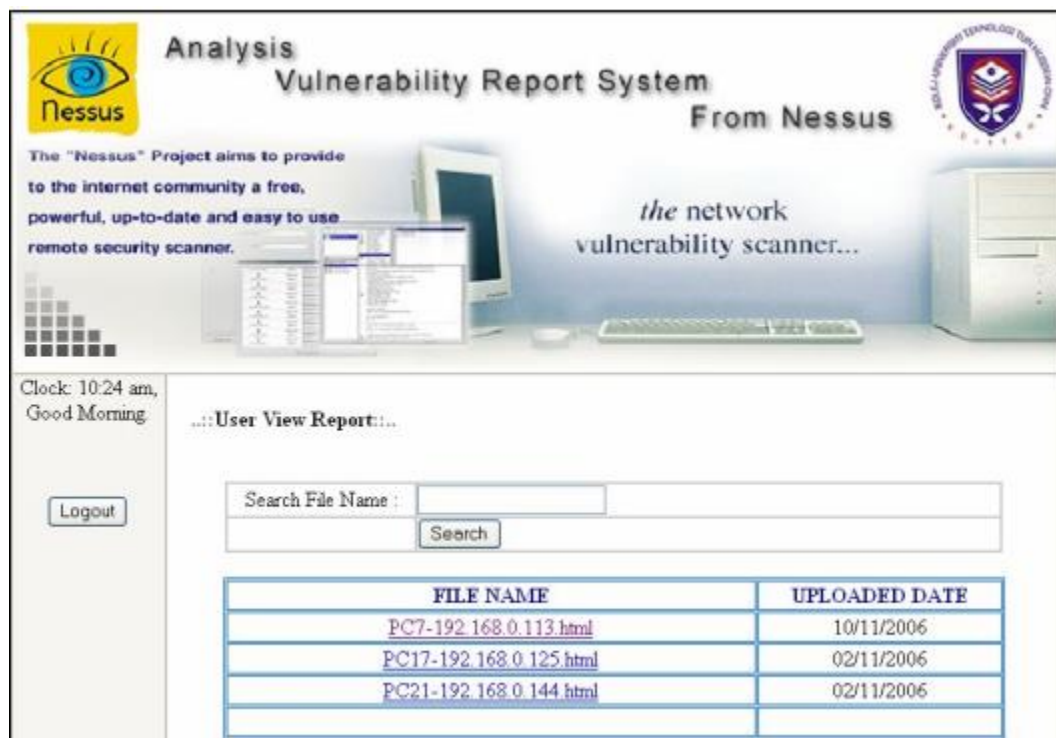 Nessus
Analysis
Vulnerability Report System
From Nessus
The "Nessus" Project aims to provide
to the internet community a free,
powerful, up-to-date and easy to use
remote security scanner.
the network
vulnerability scanner...
Clock: 10:24 am,
Good Morning.
Logout
..::User View Report::..
Search File Name :
Search
FILE NAME UPLOADED DATE
PC7-192.168.0.113.html 10/11/2006
PC17-192.168.0.125.html 02/11/2006
PC21-192.168.0.144.html 02/11/2006